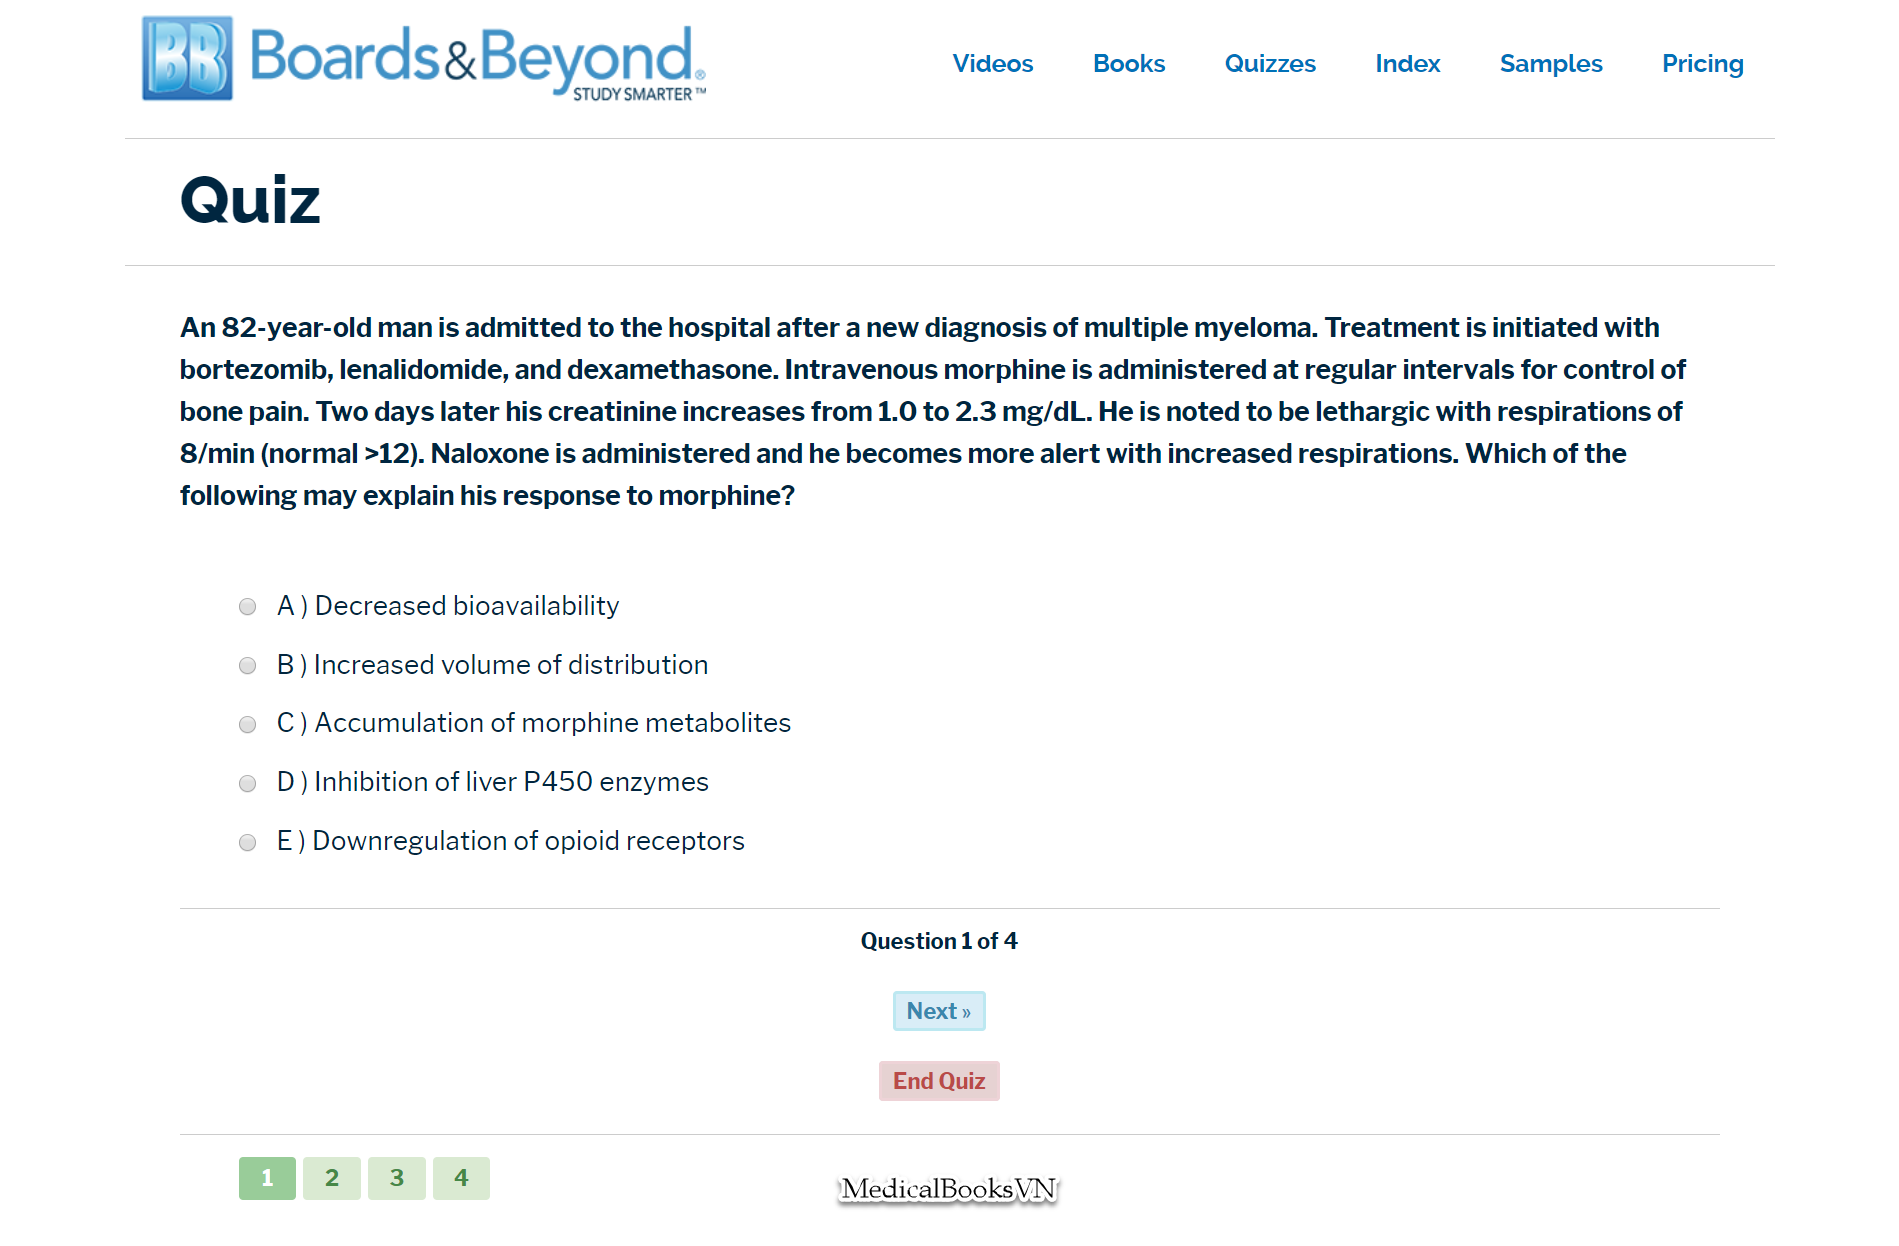 BB Boards&Beyond®
STUDY SMARTER™
Videos Books Quizzes Index Samples Pricing
Quiz
An 82-year-old man is admitted to the hospital after a new diagnosis of multiple myeloma. Treatment is initiated with
bortezomib, lenalidomide, and dexamethasone. Intravenous morphine is administered at regular intervals for control of
bone pain. Two days later his creatinine increases from 1.0 to 2.3 mg/dL. He is noted to be lethargic with respirations of
8/min (normal >12). Naloxone is administered and he becomes more alert with increased respirations. Which of the
following may explain his response to morphine?
A ) Decreased bioavailability
B ) Increased volume of distribution
C ) Accumulation of morphine metabolites
D ) Inhibition of liver P450 enzymes
E ) Downregulation of opioid receptors
Question 1 of 4
Next »
End Quiz
1 2 3 4
MedicalBooksVN